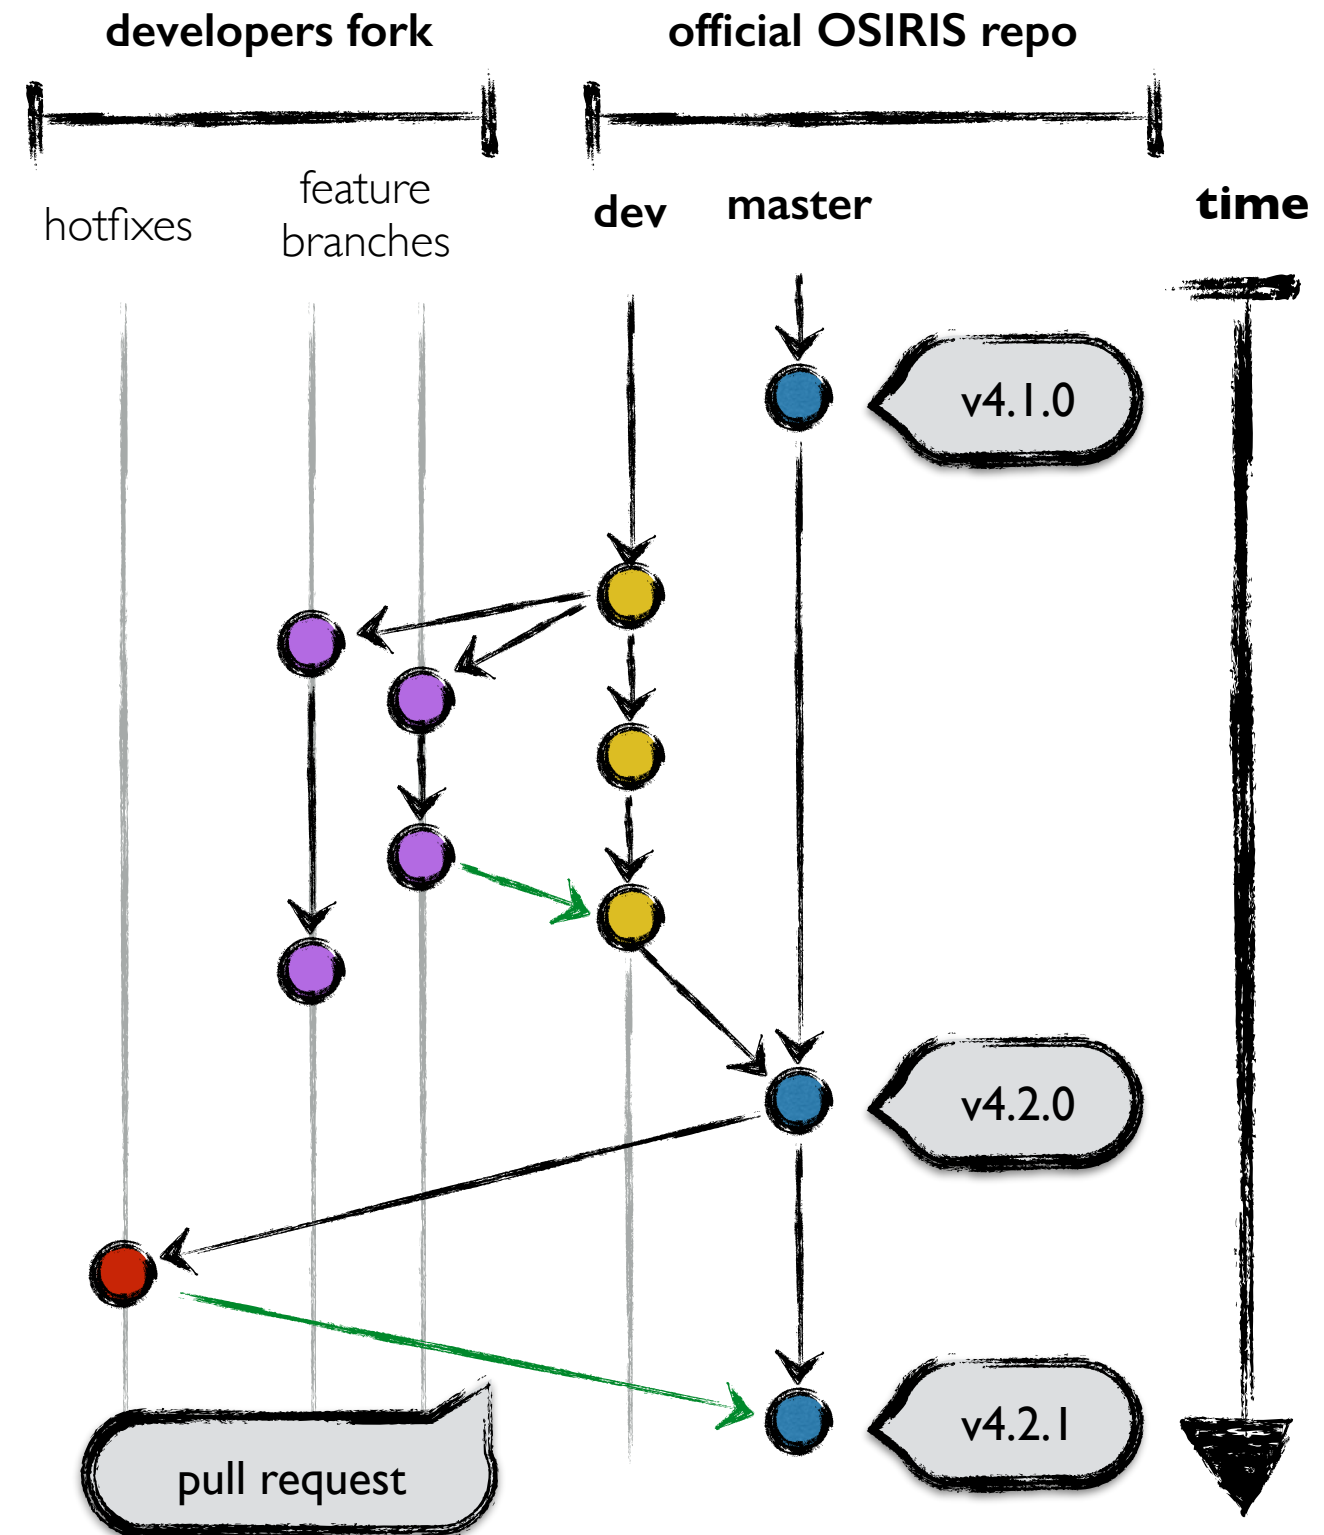 developers fork
official OSIRIS repo
hotfixes
feature
branches
dev
master
time
v4.1.0
v4.2.0
v4.2.1
pull request